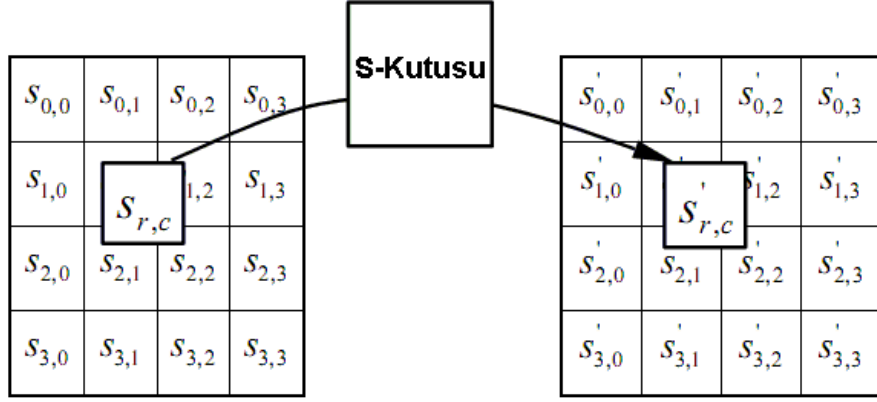 S-Kutusu
s0,0 s0,1 s0,2 s0,3
s1,0 1,2 s1,3
sr,c
s2,0 s2,1 s2,2 s2,3
s3,0 s3,1 s3,2 s3,3
s'0,0 s'0,1 s'0,2 s'0,3
s'1,0 s'1,2 s'1,3
s'r,c
s'2,0 s2,1 s'2,2 s'2,3
s'3,0 s'3,1 s'3,2 s'3,3